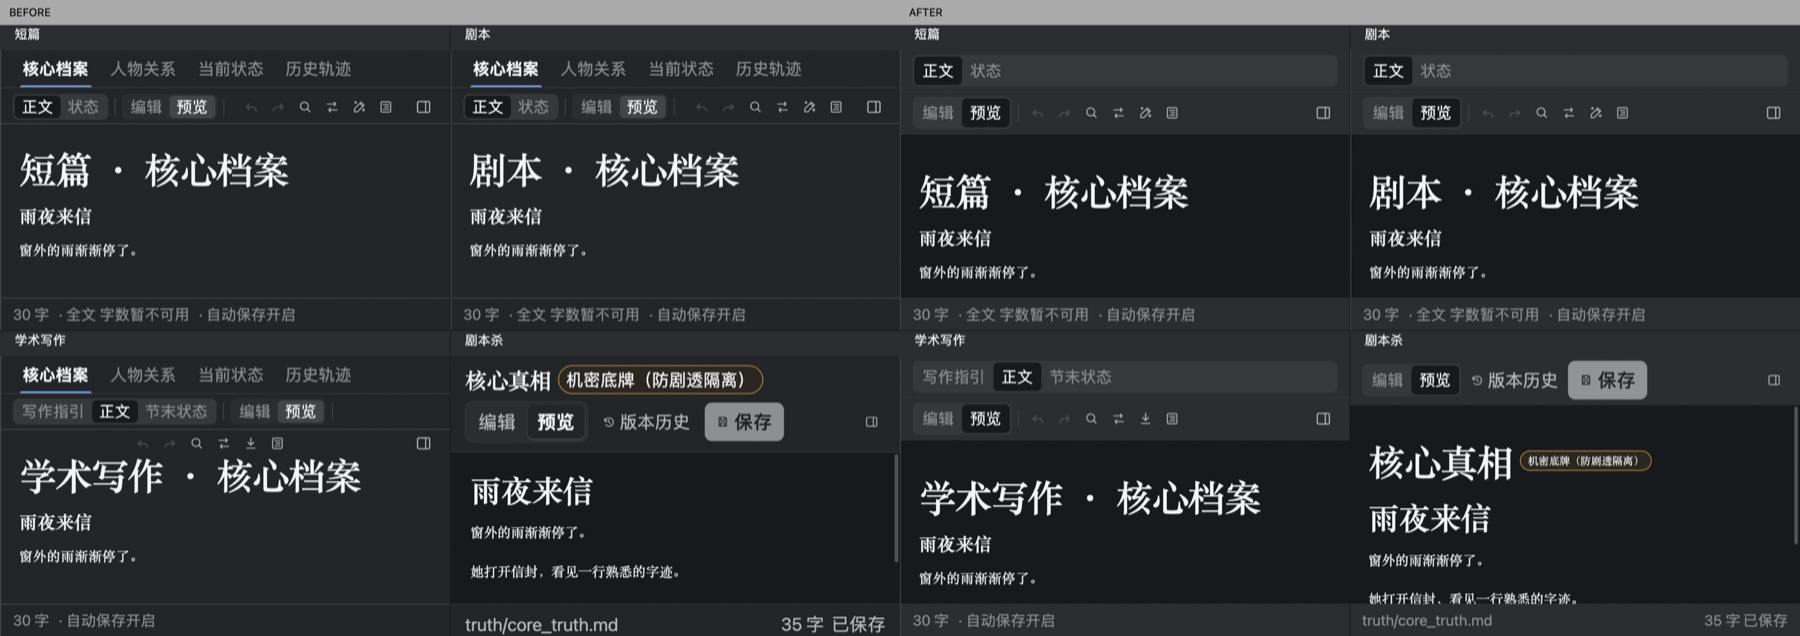 BEFORE
短篇
核心档案 人物关系 当前状态 历史轨迹
正文 状态 编辑 预览
短篇 · 核心档案
雨夜来信
窗外的雨渐渐停了。
30 字 · 全文 字数暂不可用 · 自动保存开启
剧本
核心档案 人物关系 当前状态 历史轨迹
正文 状态 编辑 预览
剧本 · 核心档案
雨夜来信
窗外的雨渐渐停了。
30 字 · 全文 字数暂不可用 · 自动保存开启
学术写作
核心档案 人物关系 当前状态 历史轨迹
写作指引 正文 节末状态 编辑 预览
学术写作 · 核心档案
雨夜来信
窗外的雨渐渐停了。
30 字 · 自动保存开启
剧本杀
核心真相 机密底牌（防剧透隔离）
编辑 预览 版本历史 保存
雨夜来信
窗外的雨渐渐停了。
她打开信封，看见一行熟悉的字迹。
truth/core_truth.md 35 字 已保存
AFTER
短篇
正文 状态
编辑 预览
短篇 · 核心档案
雨夜来信
窗外的雨渐渐停了。
30 字 · 全文 字数暂不可用 · 自动保存开启
剧本
正文 状态
编辑 预览
剧本 · 核心档案
雨夜来信
窗外的雨渐渐停了。
30 字 · 全文 字数暂不可用 · 自动保存开启
学术写作
写作指引 正文 节末状态
编辑 预览
学术写作 · 核心档案
雨夜来信
窗外的雨渐渐停了。
30 字 · 自动保存开启
剧本杀
编辑 预览 版本历史 保存
核心真相 机密底牌（防剧透隔离）
雨夜来信
窗外的雨渐渐停了。
她打开信封，看见一行熟悉的字迹。
truth/core_truth.md 35 字 已保存